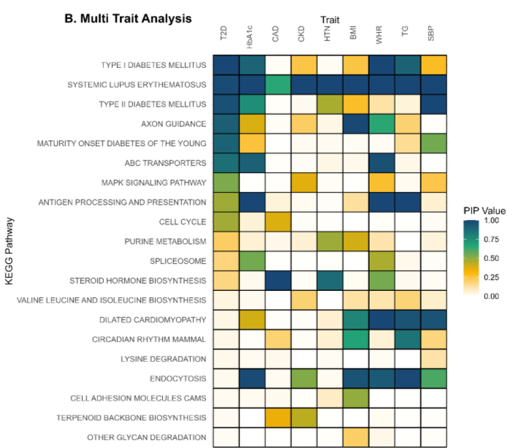 B. Multi Trait Analysis
Trait
T2D HbA1c CAD CKD HTN BMI WHR TG SBP
TYPE I DIABETES MELLITUS
SYSTEMIC LUPUS ERYTHEMATOSUS
TYPE II DIABETES MELLITUS
AXON GUIDANCE
MATURITY ONSET DIABETES OF THE YOUNG
ABC TRANSPORTERS
MAPK SIGNALING PATHWAY
ANTIGEN PROCESSING AND PRESENTATION
CELL CYCLE
PURINE METABOLISM
SPLICEOSOME
STEROID HORMONE BIOSYNTHESIS
VALINE LEUCINE AND ISOLEUCINE BIOSYNTHESIS
DILATED CARDIOMYOPATHY
CIRCADIAN RHYTHM MAMMAL
LYSINE DEGRADATION
ENDOCYTOSIS
CELL ADHESION MOLECULES CAMS
TERPENOID BACKBONE BIOSYNTHESIS
OTHER GLYCAN DEGRADATION
KEGG Pathway
PIP Value
1.00
0.75
0.50
0.25
0.00